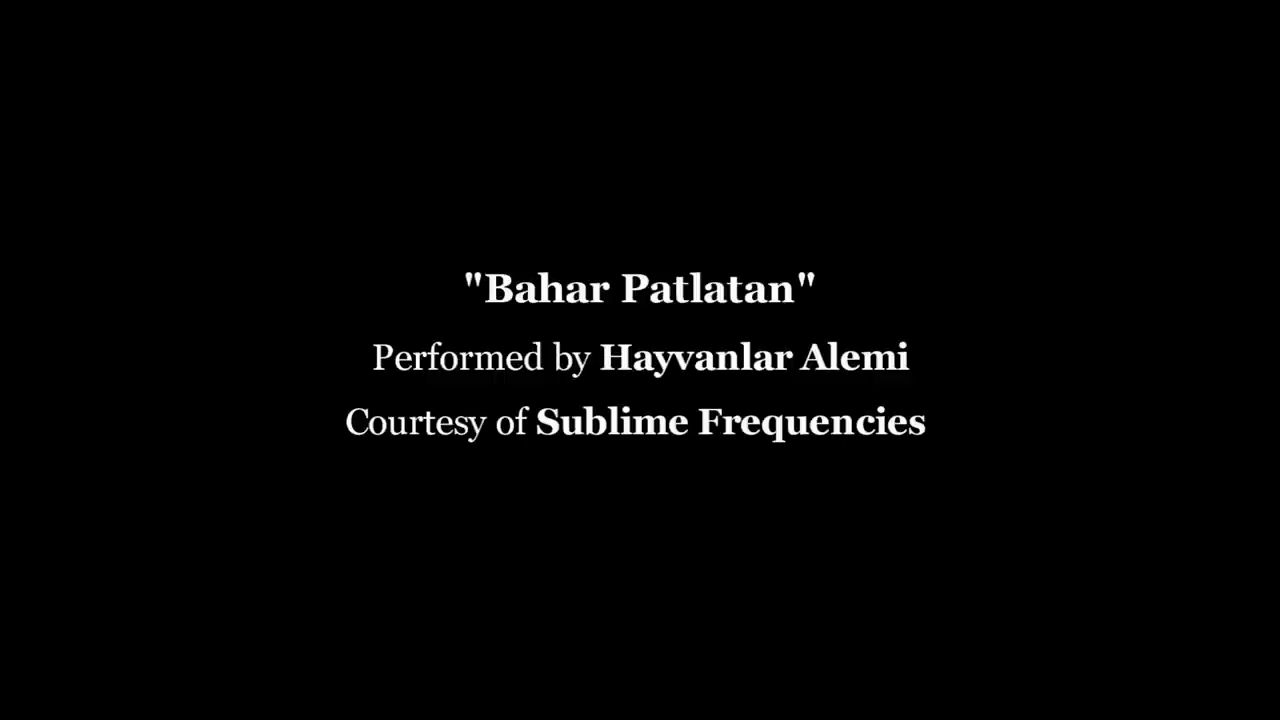 "Bahar Patlatan"
Performed by Hayvanlar Alemi
Courtesy of Sublime Frequencies